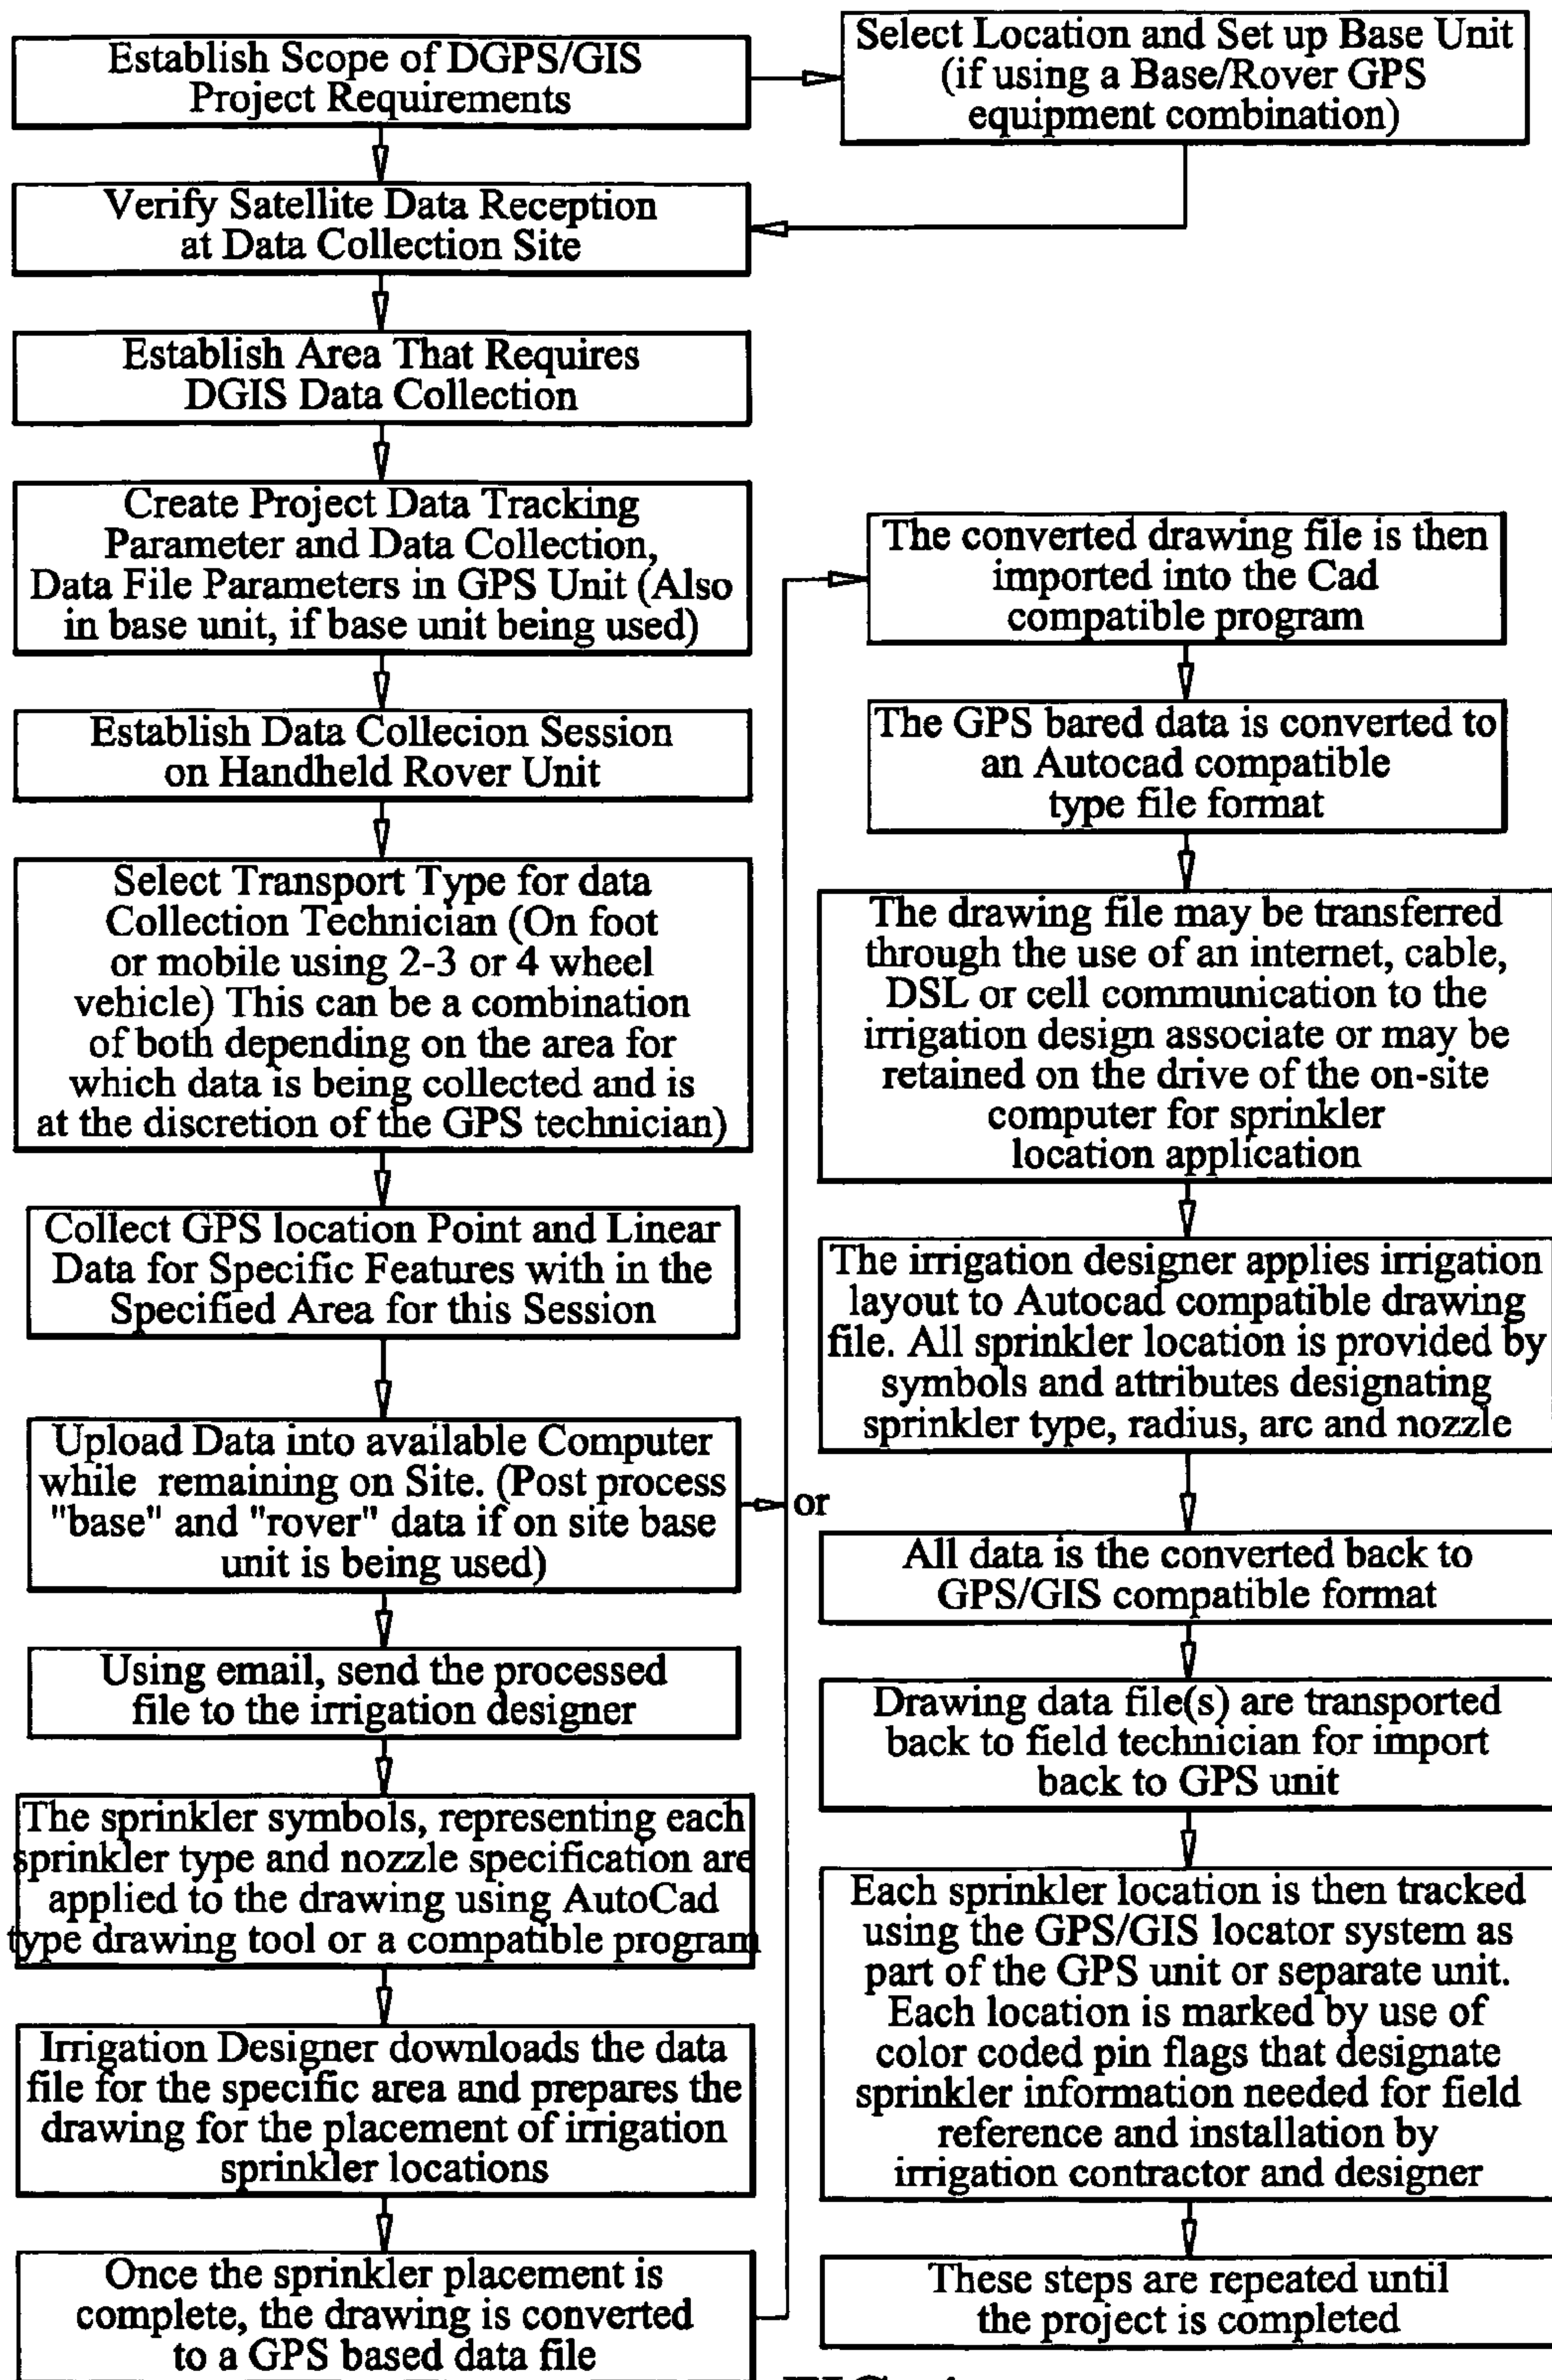 Establish Scope of DGPS/GIS
Project Requirements
Select Location and Set up Base Unit
(if using a Base/Rover GPS
equipment combination)
Verify Satellite Data Reception
at Data Collection Site
Establish Area That Requires
DGIS Data Collection
Create Project Data Tracking
Parameter and Data Collection,
Data File Parameters in GPS Unit (Also
in base unit, if base unit being used)
Establish Data Collecion Session
on Handheld Rover Unit
Select Transport Type for data
Collection Technician (On foot
or mobile using 2-3 or 4 wheel
vehicle) This can be a combination
of both depending on the area for
which data is being collected and is
at the discretion of the GPS technician)
Collect GPS location Point and Linear
Data for Specific Features with in the
Specified Area for this Session
Upload Data into available Computer
while remaining on Site. (Post process
"base" and "rover" data if on site base
unit is being used)
or
Using email, send the processed
file to the irrigation designer
The sprinkler symbols, representing each
sprinkler type and nozzle specification are
applied to the drawing using AutoCad
type drawing tool or a compatible program
Irrigation Designer downloads the data
file for the specific area and prepares the
drawing for the placement of irrigation
sprinkler locations
Once the sprinkler placement is
complete, the drawing is converted
to a GPS based data file
The converted drawing file is then
imported into the Cad
compatible program
The GPS bared data is converted to
an Autocad compatible
type file format
The drawing file may be transferred
through the use of an internet, cable,
DSL or cell communication to the
irrigation design associate or may be
retained on the drive of the on-site
computer for sprinkler
location application
The irrigation designer applies irrigation
layout to Autocad compatible drawing
file. All sprinkler location is provided by
symbols and attributes designating
sprinkler type, radius, arc and nozzle
All data is the converted back to
GPS/GIS compatible format
Drawing data file(s) are transported
back to field technician for import
back to GPS unit
Each sprinkler location is then tracked
using the GPS/GIS locator system as
part of the GPS unit or separate unit.
Each location is marked by use of
color coded pin flags that designate
sprinkler information needed for field
reference and installation by
irrigation contractor and designer
These steps are repeated until
the project is completed